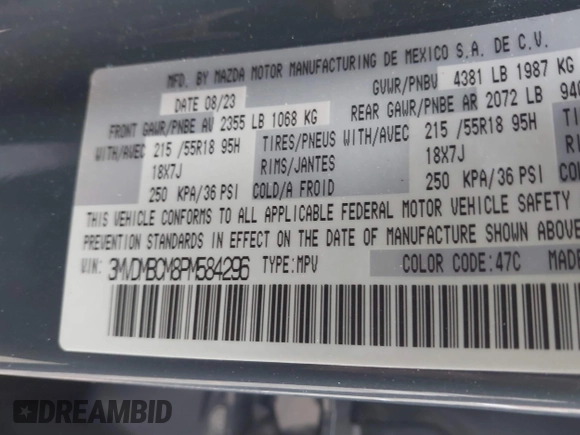 MFD. BY MAZDA MOTOR MANUFACTURING DE MEXICO S.A. DE C.V.
DATE 08/23 GVWR/PNBV 4381 LB 1987 KG
FRONT GAWR/PNBE AV 2355 LB 1068 KG REAR GAWR/PNBE AR 2072 LB 940
WITH/AVEC 215 /55R18 95H TIRES/PNEUS WITH/AVEC 215 /55R18 95H
18X7J RIMS/JANTES 18X7J
250 KPA/36 PSI COLD/A FROID 250 KPA/36 PSI
THIS VEHICLE CONFORMS TO ALL APPLICABLE FEDERAL MOTOR VEHICLE SAFETY
PREVENTION STANDARDS IN EFFECT ON THE DATE OF MANUFACTURE SHOWN ABOVE
VIN: 3MVDMBCM8PM584296 TYPE:MPV COLOR CODE:47C MADE
DREAMBID